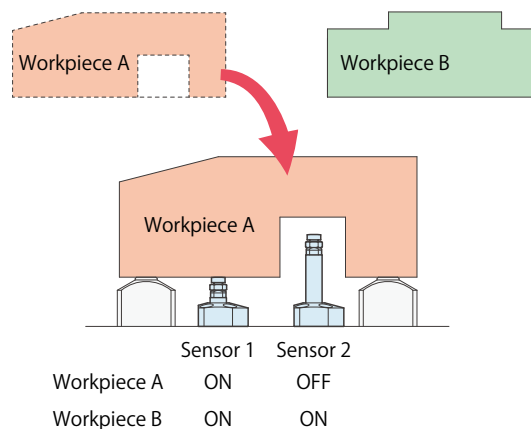 Workpiece A
Workpiece B
Workpiece A
Sensor 1 Sensor 2
Workpiece A ON OFF
Workpiece B ON ON